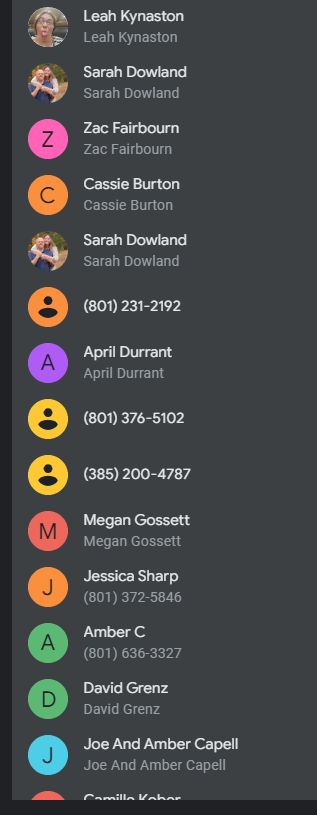 Leah Kynaston
Leah Kynaston
Sarah Dowland
Sarah Dowland
Z
Zac Fairbourn
Zac Fairbourn
C
Cassie Burton
Cassie Burton
Sarah Dowland
Sarah Dowland
(801) 231-2192
A
April Durrant
April Durrant
(801) 376-5102
(385) 200-4787
M
Megan Gossett
Megan Gossett
J
Jessica Sharp
(801) 372-5846
A
Amber C
(801) 636-3327
D
David Grenz
David Grenz
J
Joe And Amber Capell
Joe And Amber Capell
Camille